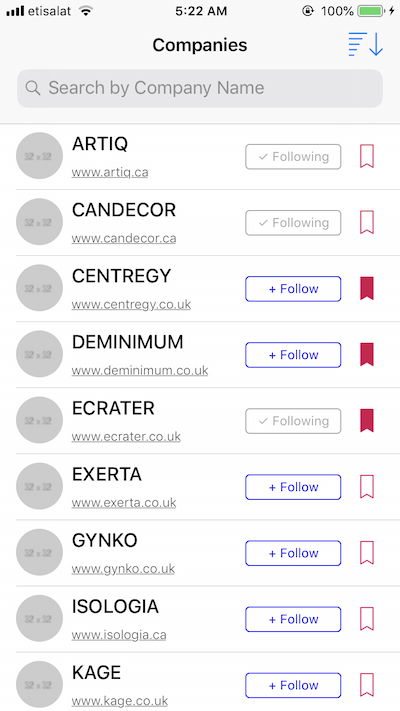 etisalat 5:22 AM 100%
Companies
Search by Company Name
32 x 32
ARTIQ
✓ Following
www.artiq.ca
32 x 32
CANDECOR
✓ Following
www.candecor.ca
32 x 32
CENTREGY
+ Follow
www.centregy.co.uk
32 x 32
DEMINIMUM
+ Follow
www.deminimum.co.uk
32 x 32
ECRATER
✓ Following
www.ecrater.co.uk
32 x 32
EXERTA
+ Follow
www.exerta.co.uk
32 x 32
GYNKO
+ Follow
www.gynko.co.uk
32 x 32
ISOLOGIA
+ Follow
www.isologia.ca
32 x 32
KAGE
+ Follow
www.kage.co.uk